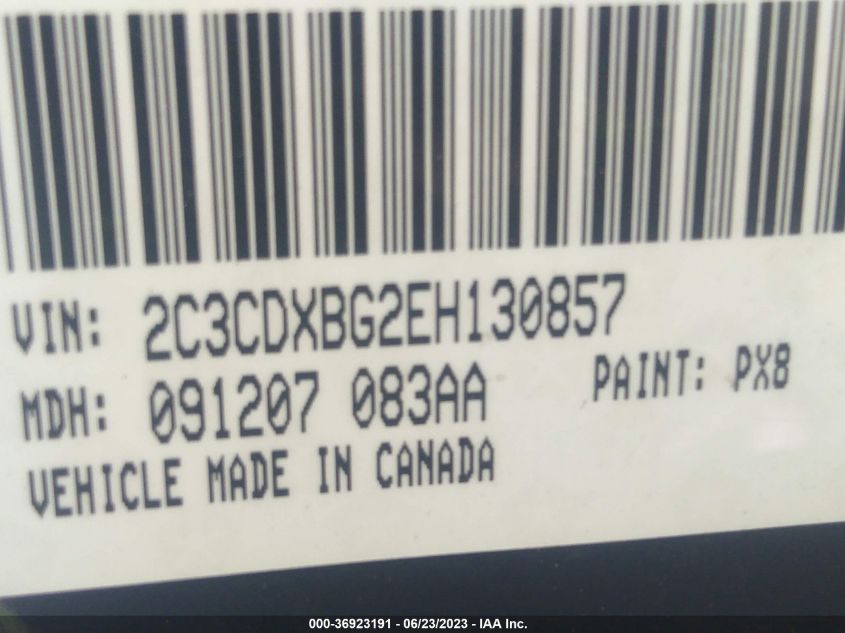 VIN: 2C3CDXBG2EH130857
MDH: 091207 083AA PAINT: PX8
VEHICLE MADE IN CANADA
000-36923191 - 06/23/2023 - IAA Inc.